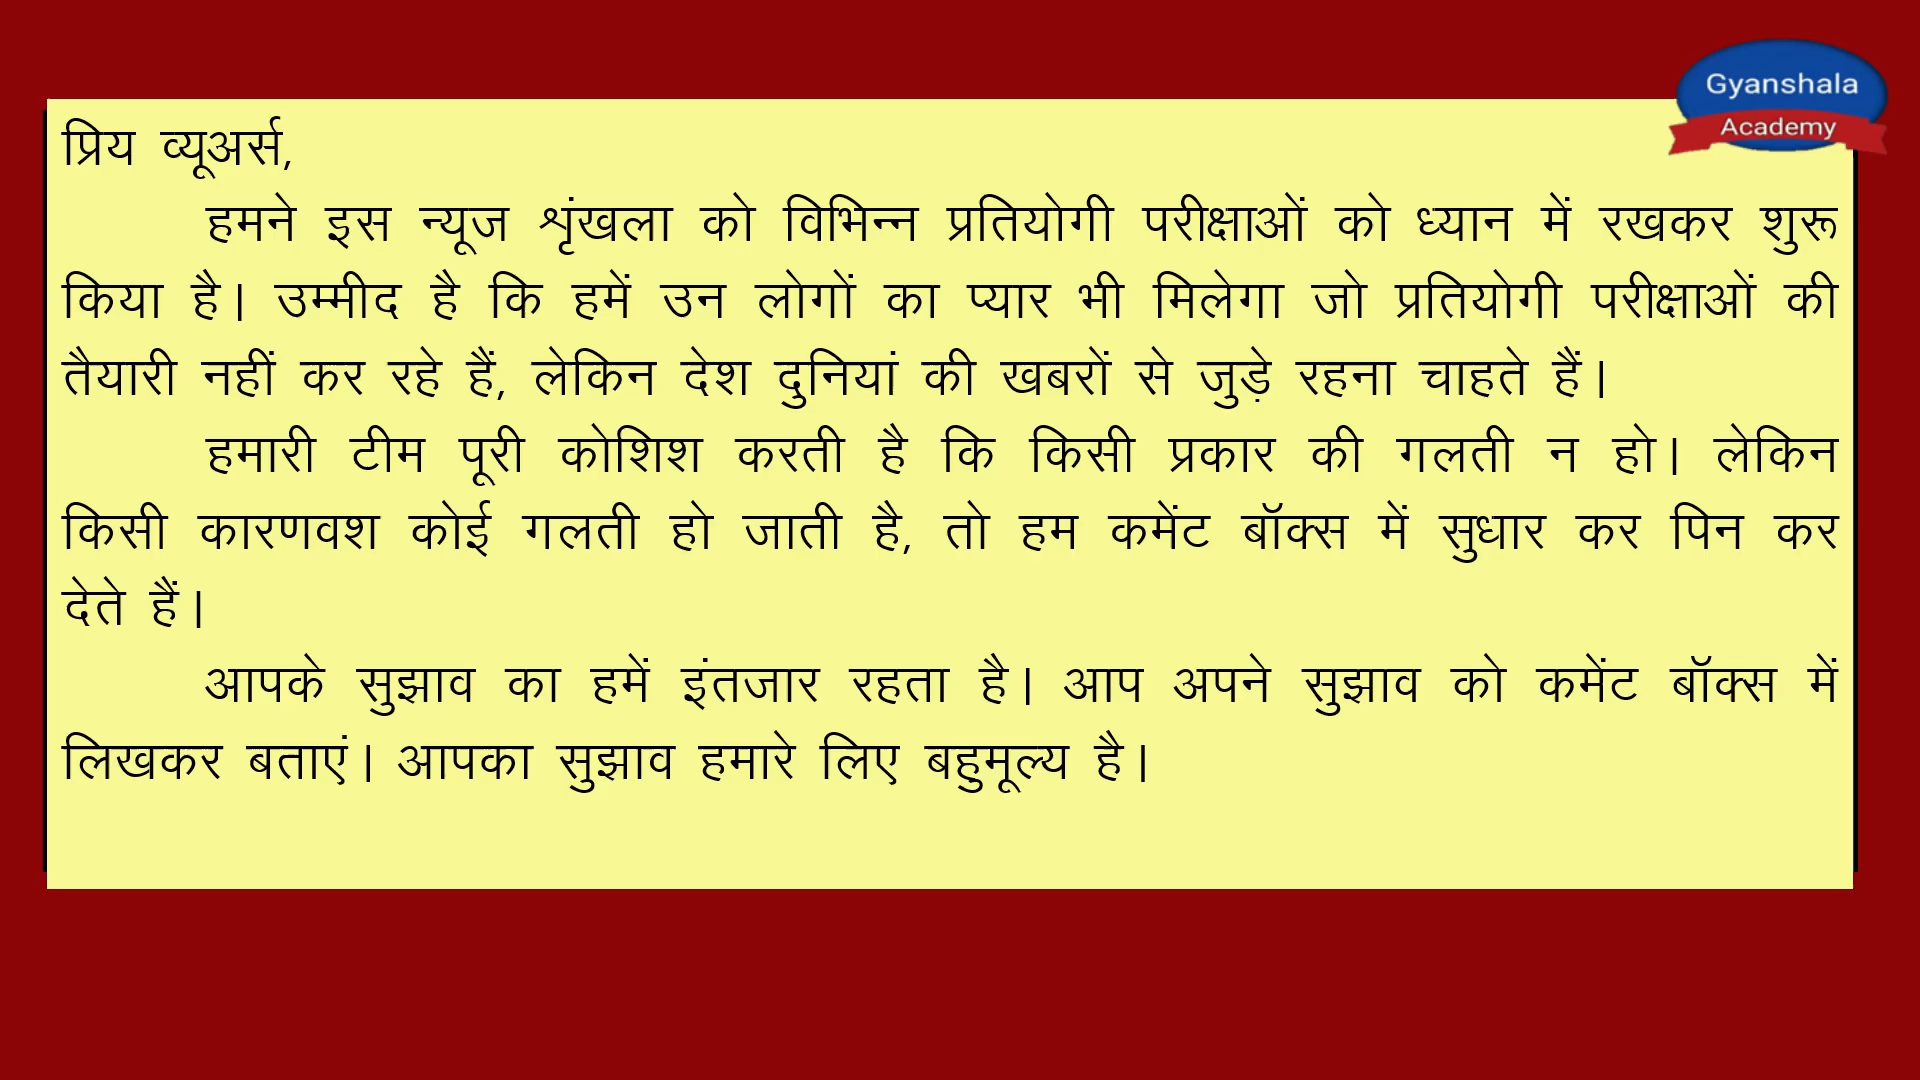 Gyanshala
Academy
प्रिय व्यूअर्स,
हमने इस न्यूज श्रृंखला को विभिन्न प्रतियोगी परीक्षाओं को ध्यान में रखकर शुरू
किया है। उम्मीद है कि हमें उन लोगों का प्यार भी मिलेगा जो प्रतियोगी परीक्षाओं की
तैयारी नहीं कर रहे हैं, लेकिन देश दुनियां की खबरों से जुड़े रहना चाहते हैं।
हमारी टीम पूरी कोशिश करती है कि किसी प्रकार की गलती न हो। लेकिन
किसी कारणवश कोई गलती हो जाती है, तो हम कमेंट बॉक्स में सुधार कर पिन कर
देते हैं।
आपके सुझाव का हमें इंतजार रहता है। आप अपने सुझाव को कमेंट बॉक्स में
लिखकर बताएं। आपका सुझाव हमारे लिए बहुमूल्य है।